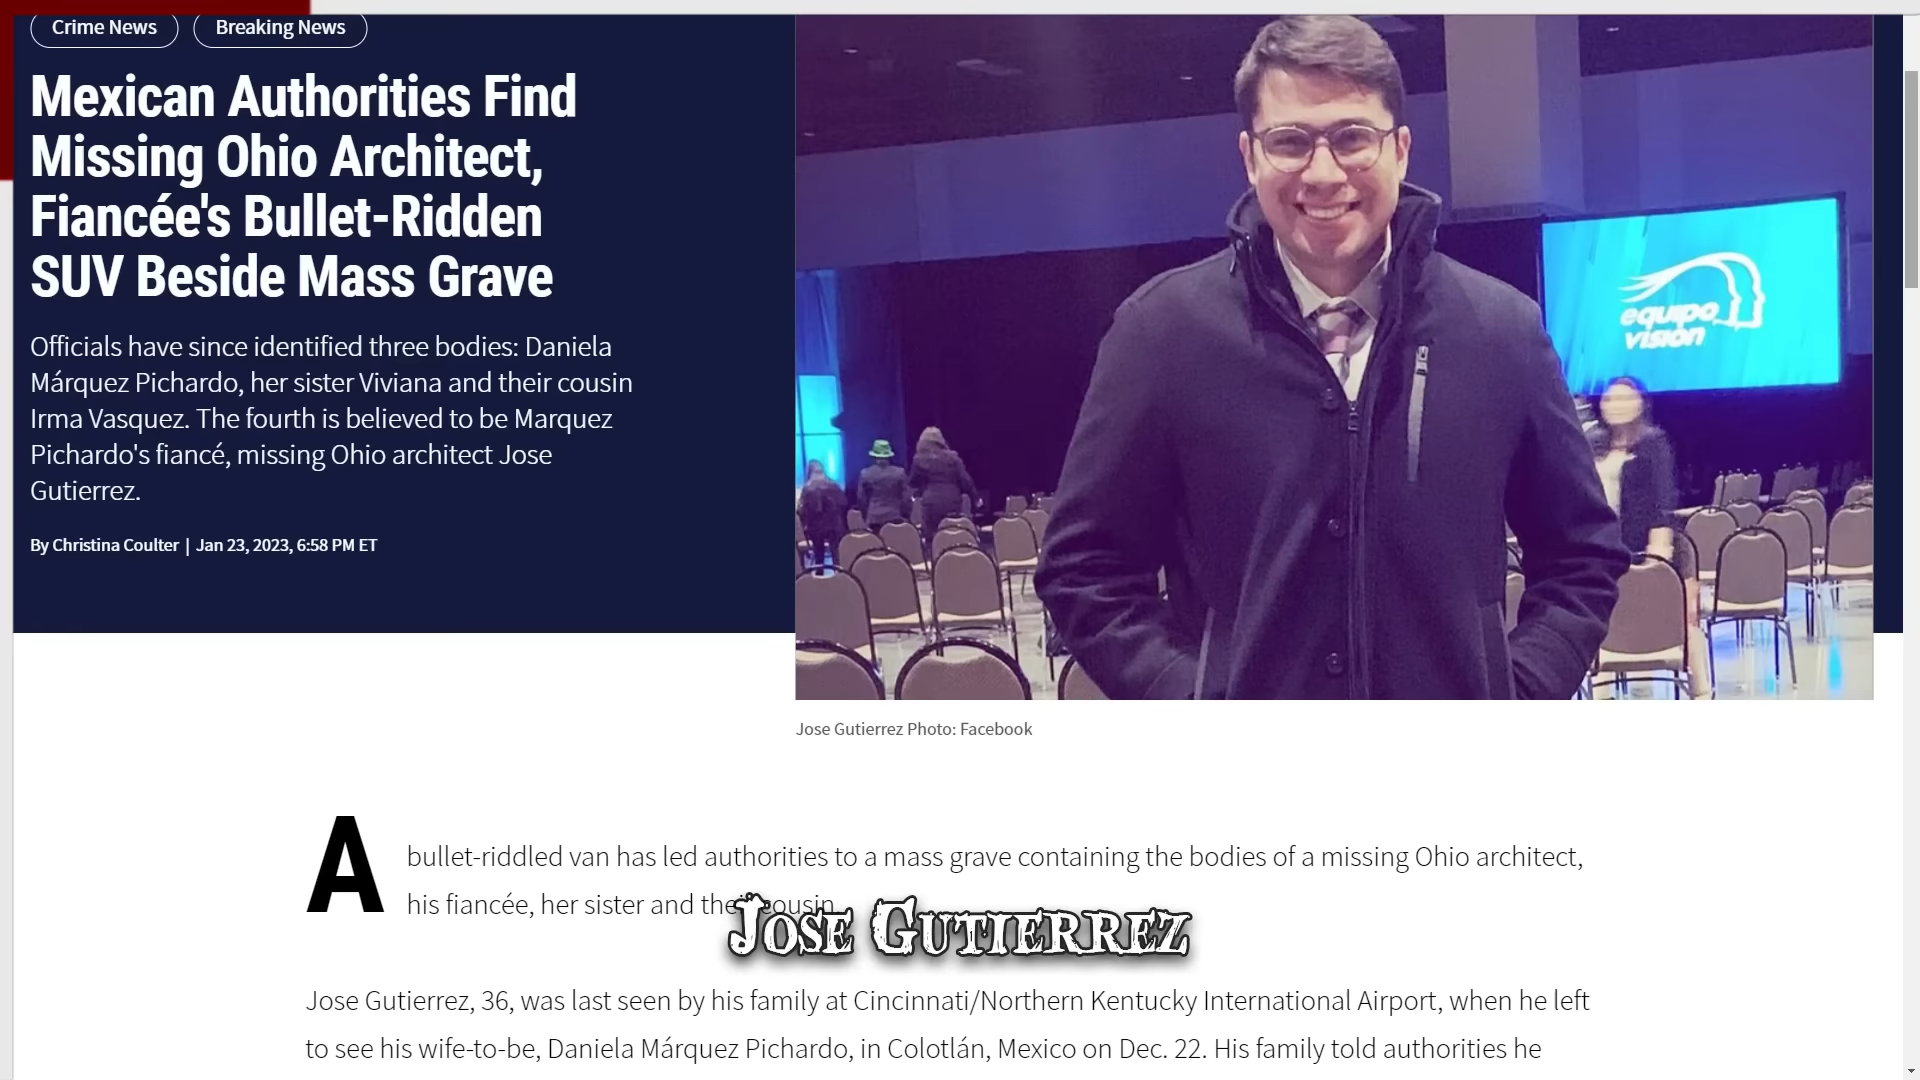 Crime News
Breaking News
Mexican Authorities Find
Missing Ohio Architect,
Fiancée's Bullet-Ridden
SUV Beside Mass Grave
Officials have since identified three bodies: Daniela
Márquez Pichardo, her sister Viviana and their cousin
Irma Vasquez. The fourth is believed to be Marquez
Pichardo's fiancé, missing Ohio architect Jose
Gutierrez.
By Christina Coulter | Jan 23, 2023, 6:58 PM ET
equipo
visión
Jose Gutierrez Photo: Facebook
A bullet-riddled van has led authorities to a mass grave containing the bodies of a missing Ohio architect,
his fiancée, her sister and their cousin.
Jose Gutierrez
Jose Gutierrez, 36, was last seen by his family at Cincinnati/Northern Kentucky International Airport, when he left
to see his wife-to-be, Daniela Márquez Pichardo, in Colotlán, Mexico on Dec. 22. His family told authorities he